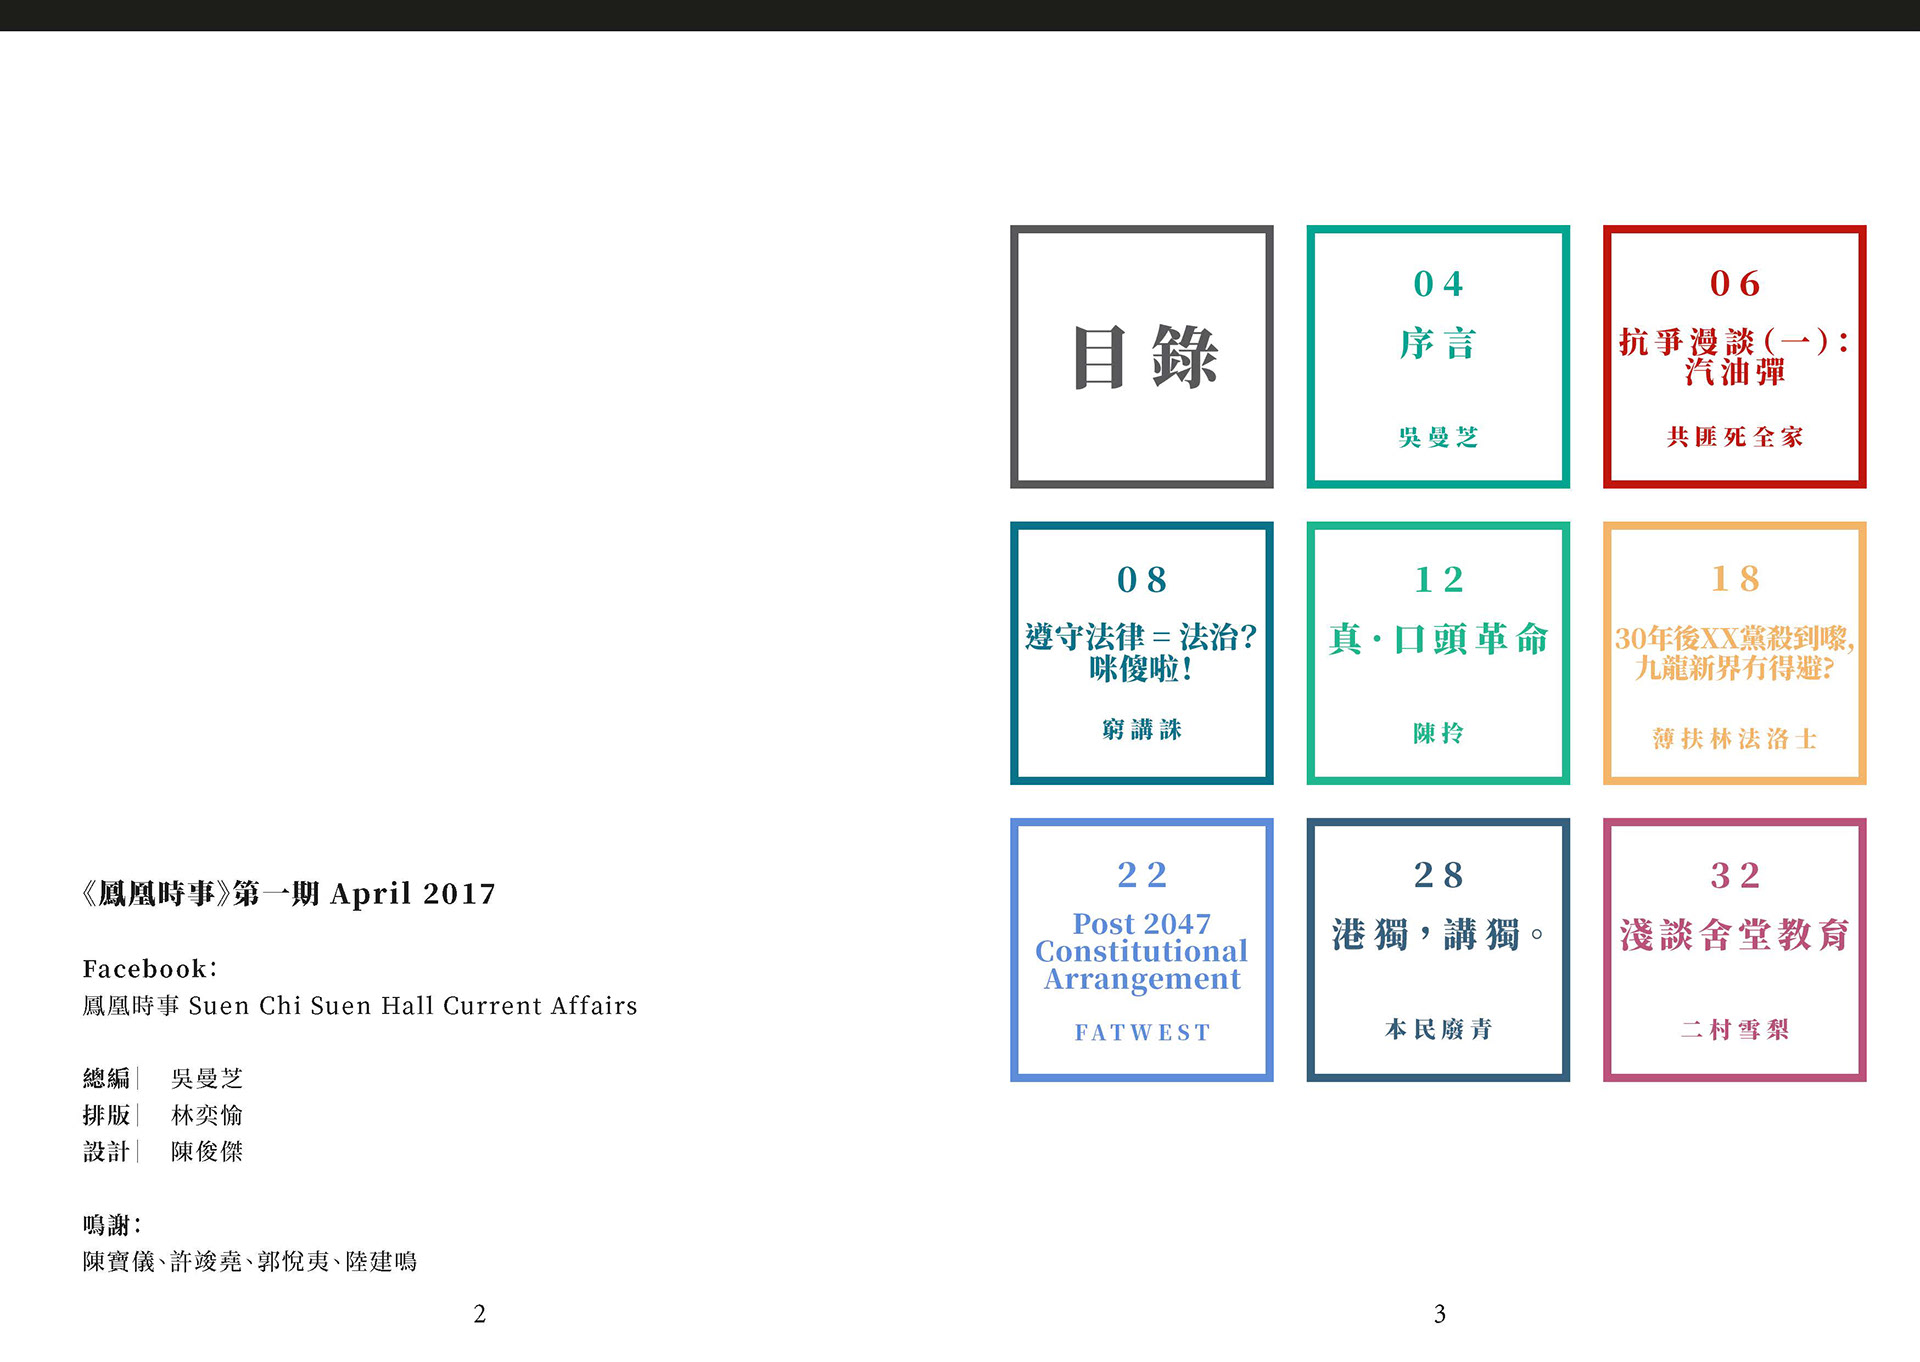 《鳳凰時事》第一期 April 2017
Facebook：
鳳凰時事 Suen Chi Suen Hall Current Affairs
總編│ 吳曼芝
排版│ 林奕愉
設計│ 陳俊傑
鳴謝：
陳寶儀、許竣堯、郭悅夷、陸建鳴
2
目錄
04
序言
吳曼芝
06
抗爭漫談(一)：
汽油彈
共匪死全家
08
遵守法律 = 法治？
咪傻啦！
窮講誅
12
真·口頭革命
陳拎
18
30年後XX黨殺到嚟，
九龍新界冇得避？
薄扶林法洛士
22
Post 2047
Constitutional
Arrangement
FATWEST
28
港獨，講獨。
本民廢青
32
淺談舍堂教育
二村雪梨
3